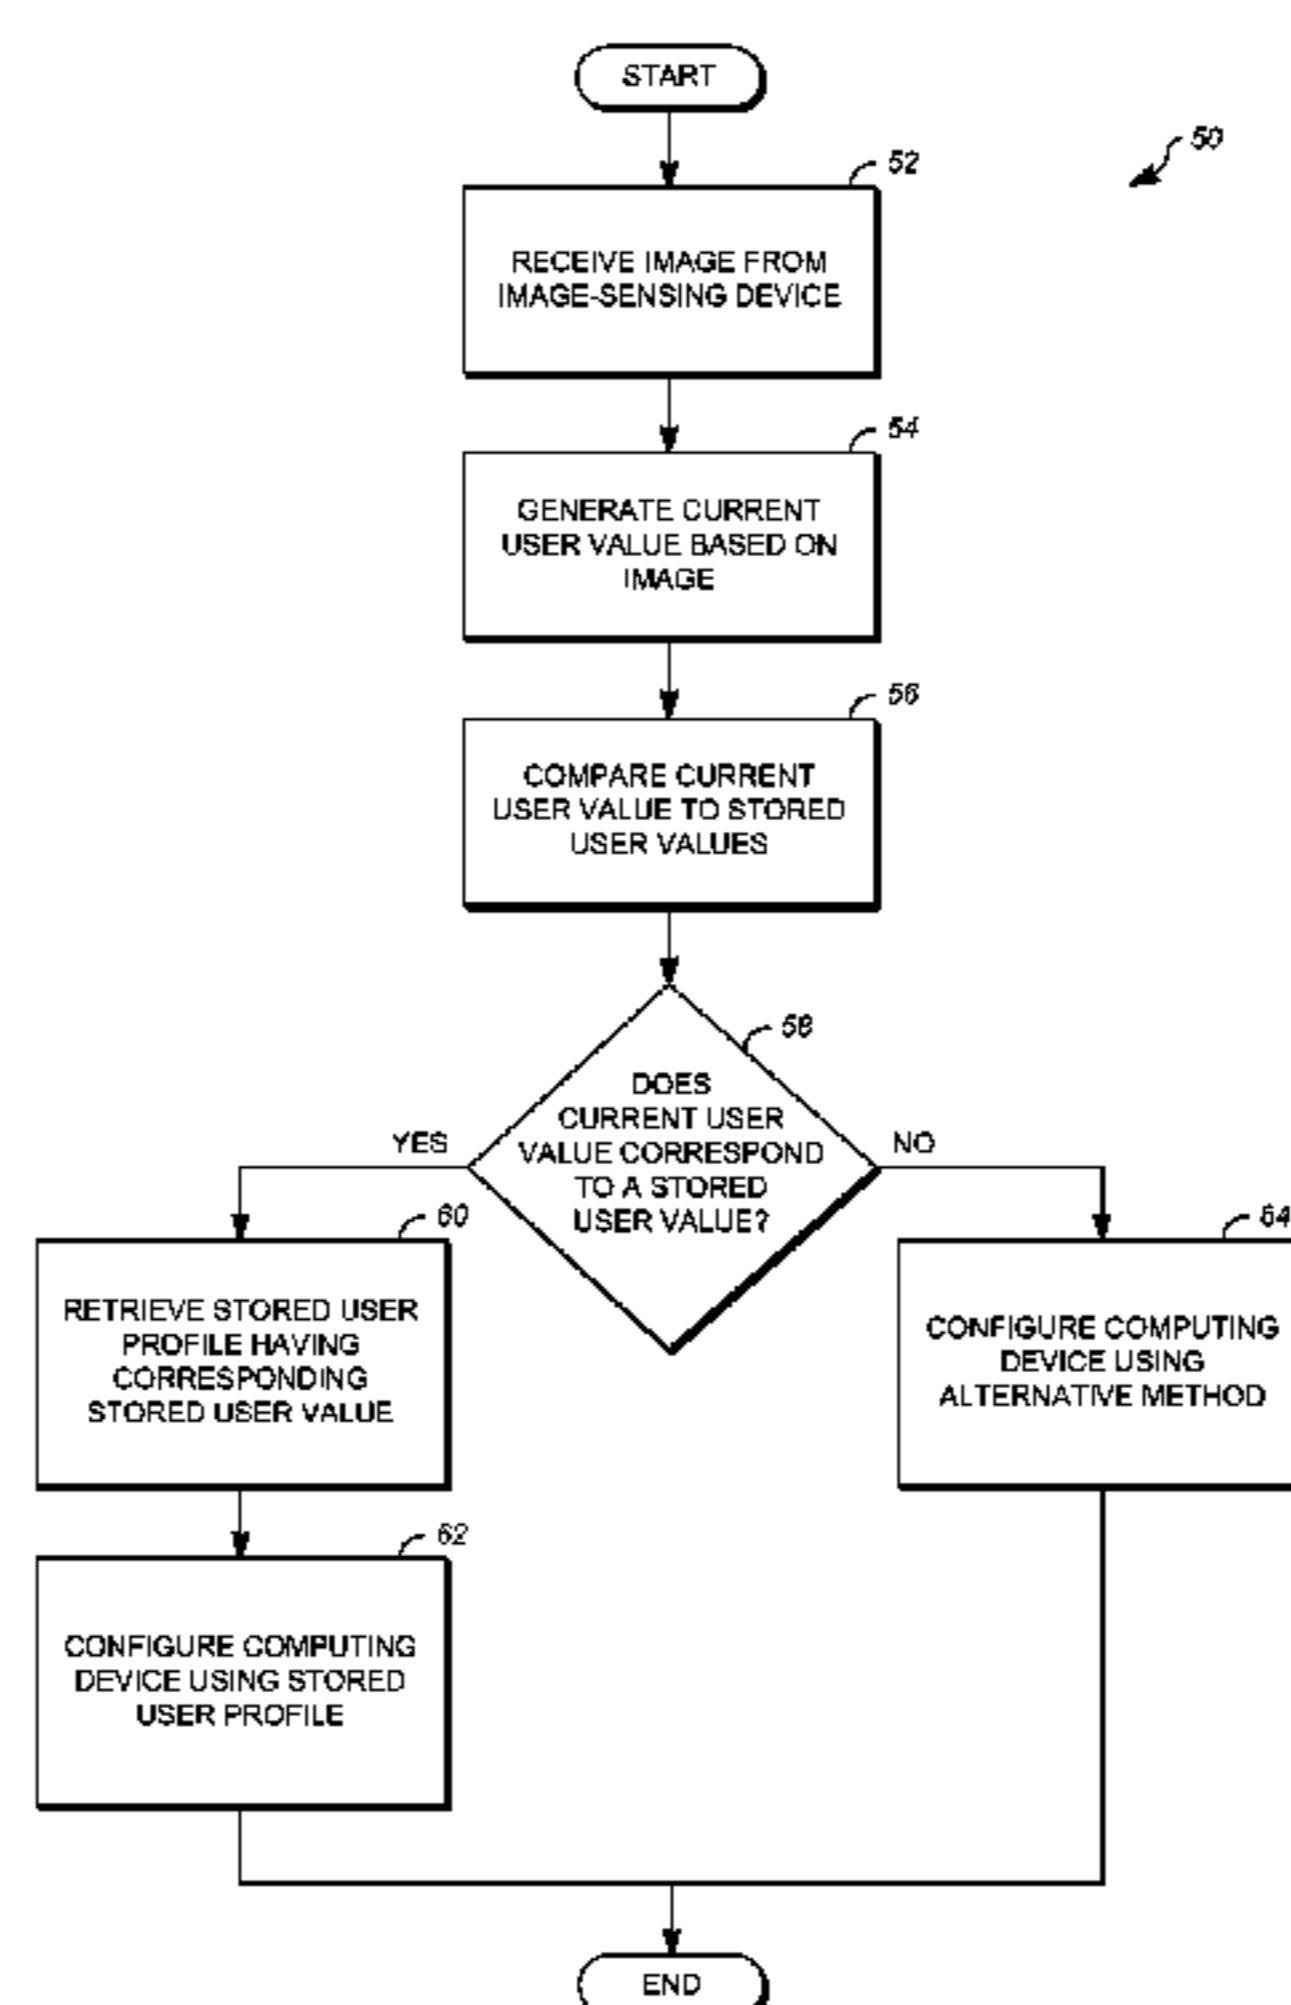 START
50
52
RECEIVE IMAGE FROM
IMAGE-SENSING DEVICE
54
GENERATE CURRENT
USER VALUE BASED ON
IMAGE
56
COMPARE CURRENT
USER VALUE TO STORED
USER VALUES
58
DOES
CURRENT USER
VALUE CORRESPOND
TO A STORED
USER VALUE?
YES
NO
60
RETRIEVE STORED USER
PROFILE HAVING
CORRESPONDING
STORED USER VALUE
64
CONFIGURE COMPUTING
DEVICE USING
ALTERNATIVE METHOD
62
CONFIGURE COMPUTING
DEVICE USING STORED
USER PROFILE
END